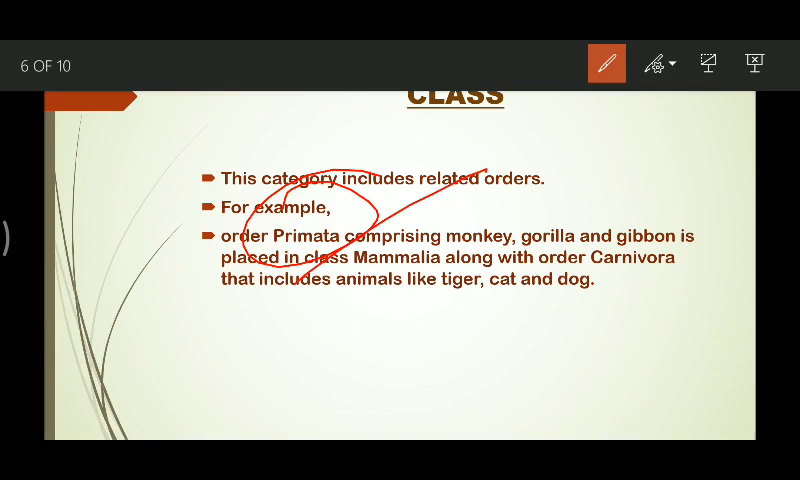 6 OF 10
CLASS
This category includes related orders.
For example,
order Primata comprising monkey, gorilla and gibbon is
placed in class Mammalia along with order Carnivora
that includes animals like tiger, cat and dog.